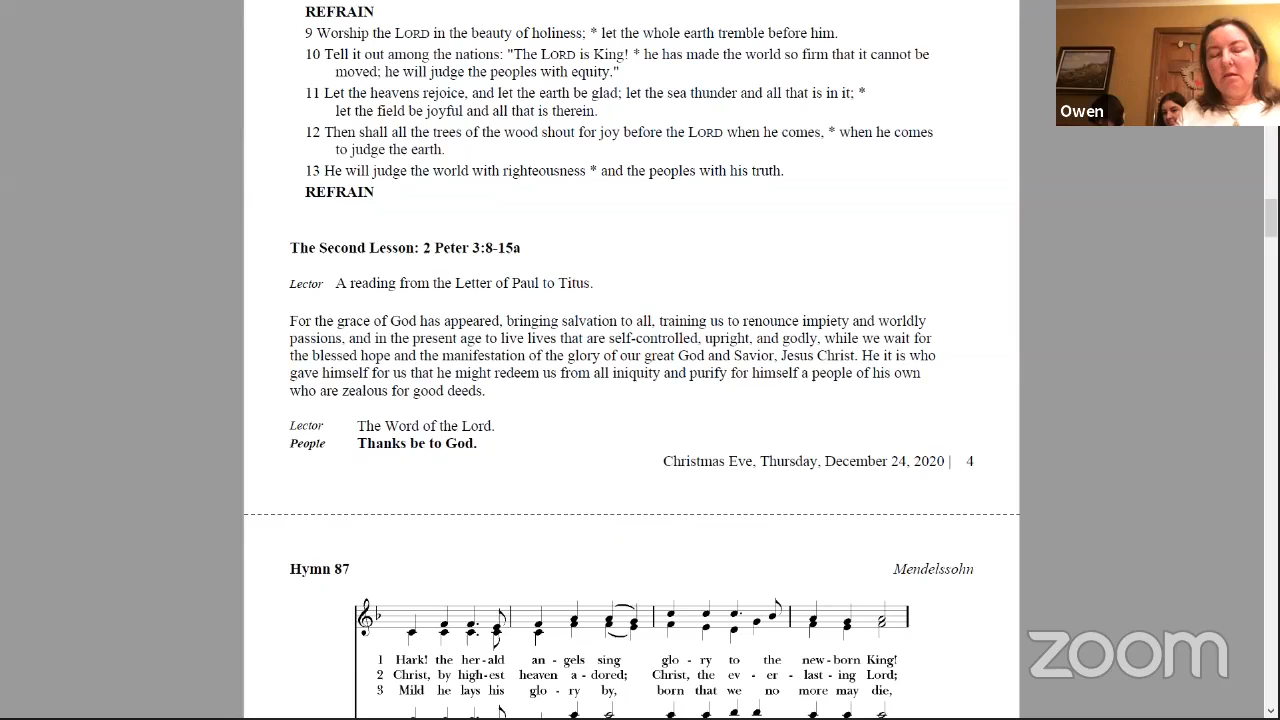 REFRAIN
9 Worship the LORD in the beauty of holiness; * let the whole earth tremble before him.
10 Tell it out among the nations: "The LORD is King! * he has made the world so firm that it cannot be
moved; he will judge the peoples with equity."
11 Let the heavens rejoice, and let the earth be glad; let the sea thunder and all that is in it; *
let the field be joyful and all that is therein.
12 Then shall all the trees of the wood shout for joy before the LORD when he comes, * when he comes
to judge the earth.
13 He will judge the world with righteousness * and the peoples with his truth.
REFRAIN
The Second Lesson: 2 Peter 3:8-15a
Lector A reading from the Letter of Paul to Titus.
For the grace of God has appeared, bringing salvation to all, training us to renounce impiety and worldly
passions, and in the present age to live lives that are self-controlled, upright, and godly, while we wait for
the blessed hope and the manifestation of the glory of our great God and Savior, Jesus Christ. He it is who
gave himself for us that he might redeem us from all iniquity and purify for himself a people of his own
who are zealous for good deeds.
Lector The Word of the Lord.
People Thanks be to God.
Christmas Eve, Thursday, December 24, 2020 | 4
Hymn 87 Mendelssohn
1 Hark! the her-ald an-gels sing glo-ry to the new-born King!
2 Christ, by high-est heaven a-dored; Christ, the ev-er-last-ing Lord;
3 Mild he lays his glo-ry by, born that we no more may die,
Owen
zoom